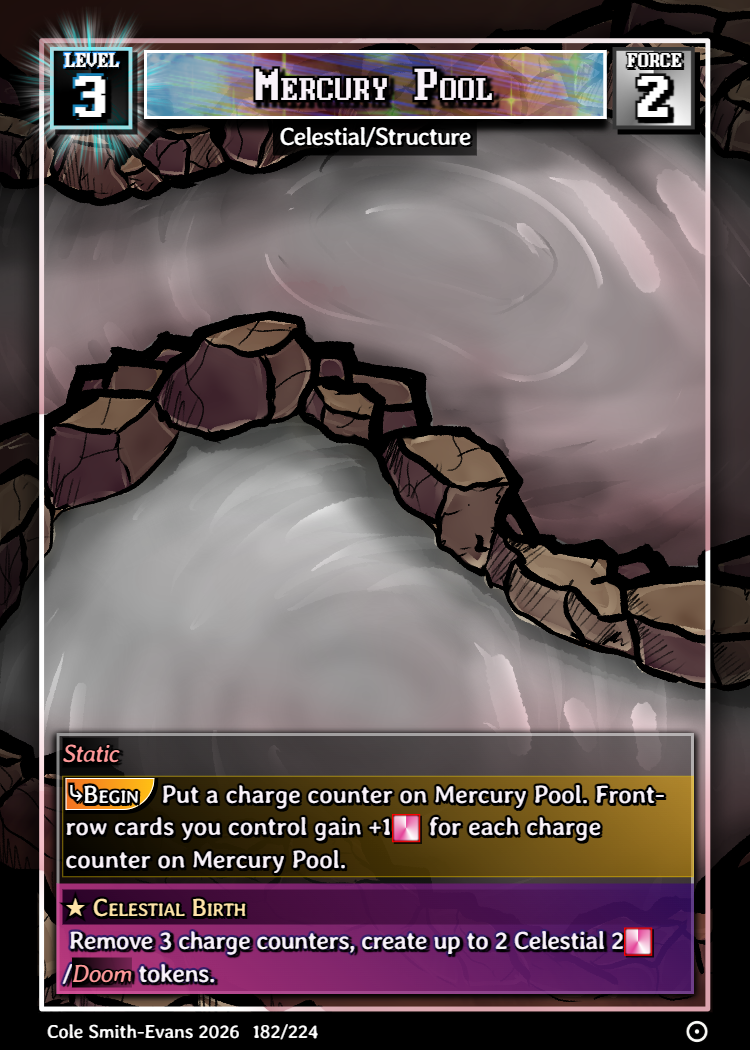 LEVEL
3
Mercury Pool
FORCE
2
Celestial/Structure
Static
↳Begin Put a charge counter on Mercury Pool. Front-
row cards you control gain +1 for each charge
counter on Mercury Pool.
★ Celestial Birth
Remove 3 charge counters, create up to 2 Celestial 2
/Doom tokens.
Cole Smith-Evans 2026 182/224